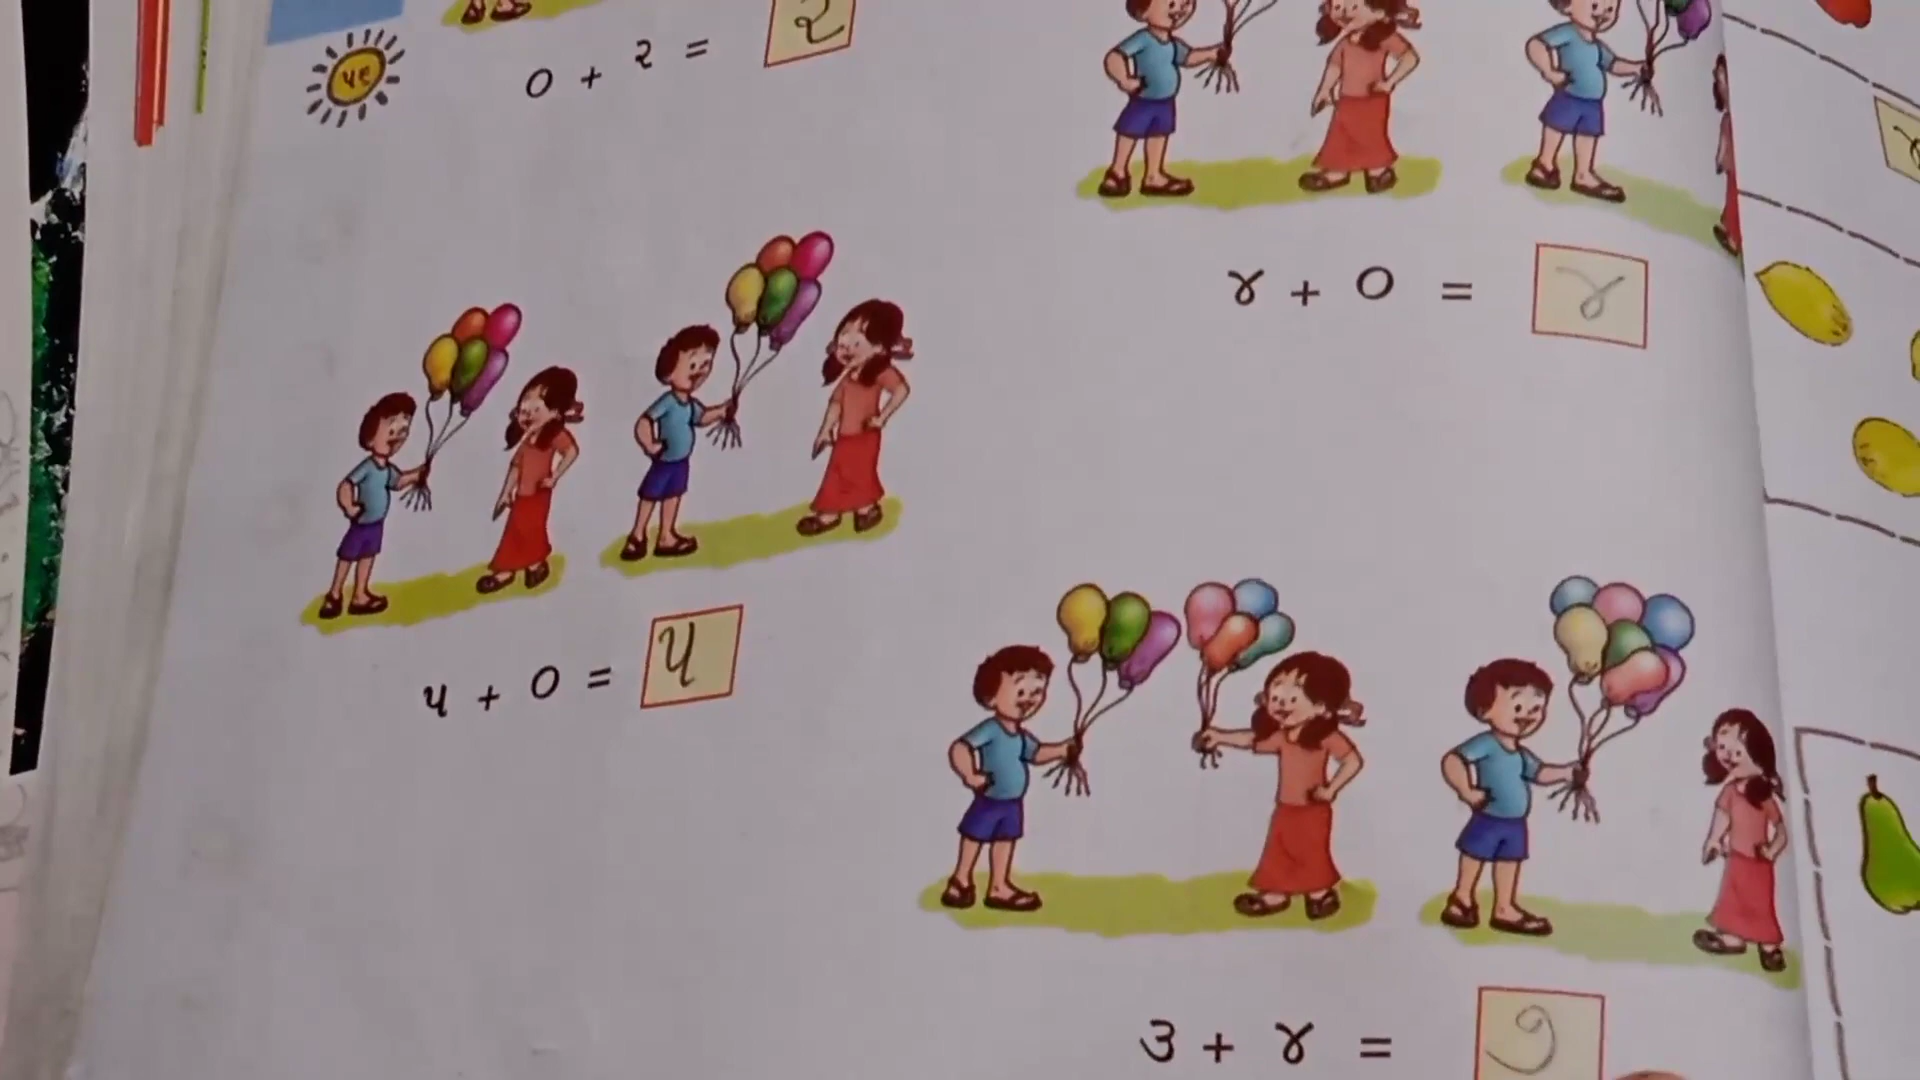 ૦ + ૨ = ૨
૫૯
૪ + ૦ = ૪
૫ + ૦ = ૫
૩ + ૪ = ૭